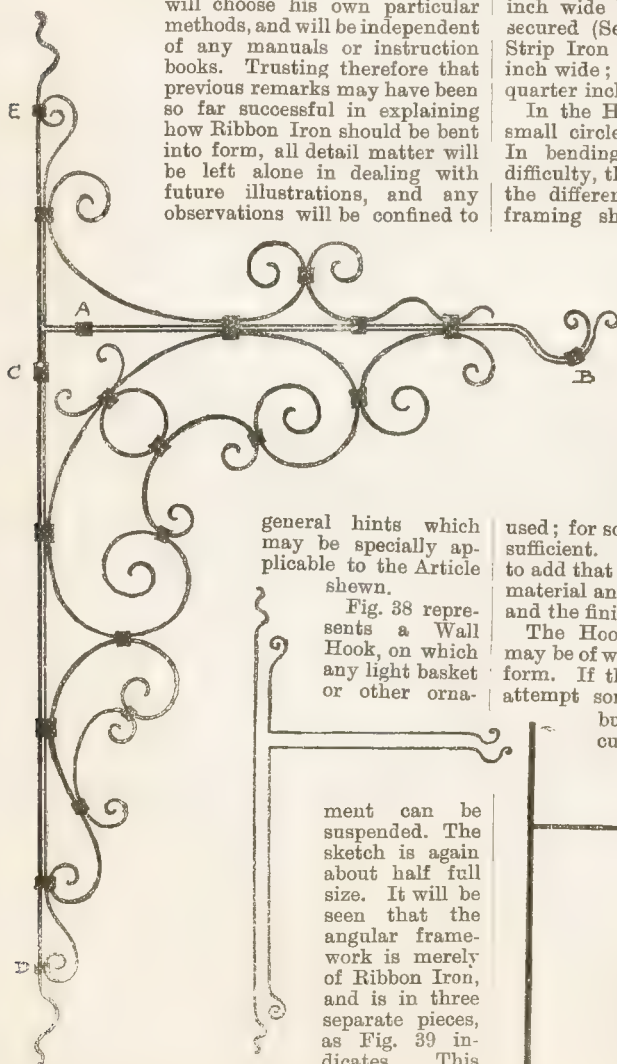 will choose his own particular
methods, and will be independent
of any manuals or instruction
books. Trusting therefore that
previous remarks may have been
so far successful in explaining
how Ribbon Iron should be bent
into form, all detail matter will
be left alone in dealing with
future illustrations, and any
observations will be confined to
E
A
C
B
D
general hints which
may be specially ap-
plicable to the Article
shewn.
Fig. 38 repre-
sents a Wall
Hook, on which
any light basket
or other orna-
ment can be
suspended. The
sketch is again
about half full
size. It will be
seen that the
angular frame-
work is merely
of Ribbon Iron,
and is in three
separate pieces,
as Fig. 39 in-
dicates. This
inch wide
secured (Se
Strip Iron
inch wide;
quarter incl
In the H
small circle
In bending
difficulty, th
the differen
framing sh
used; for so
sufficient.
to add that
material an
and the fini
The Hoo
may be of w
form. If th
attempt son
bu
cu